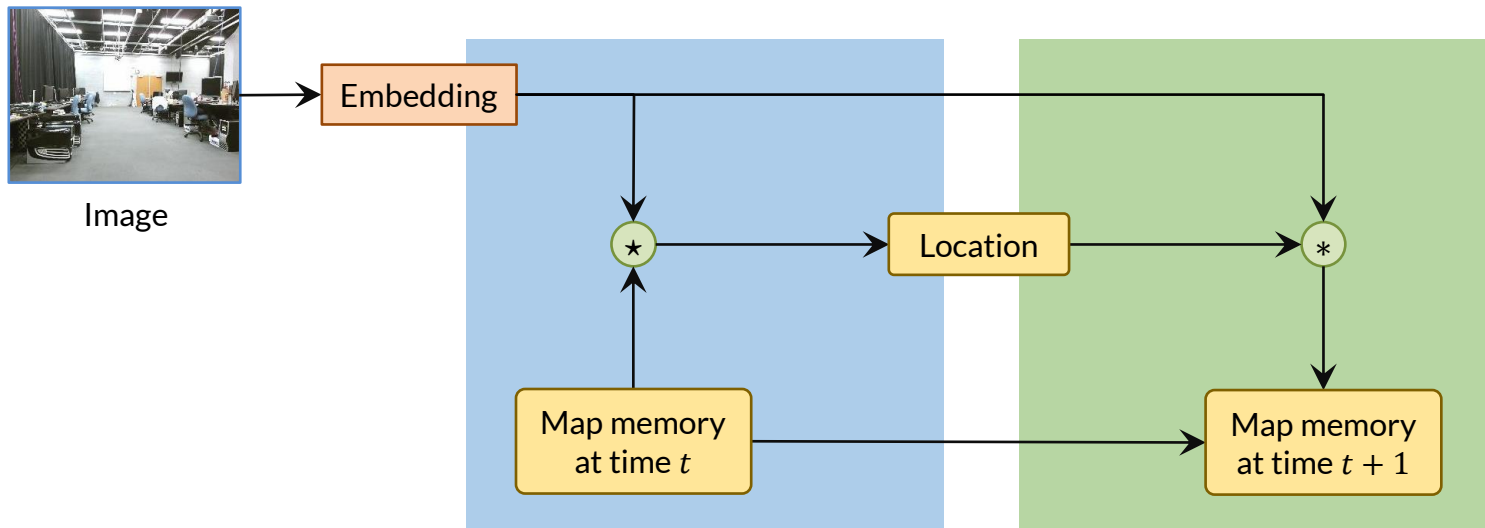 Embedding
Image
⋆
Location
∗
Map memory
at time t
Map memory
at time t + 1